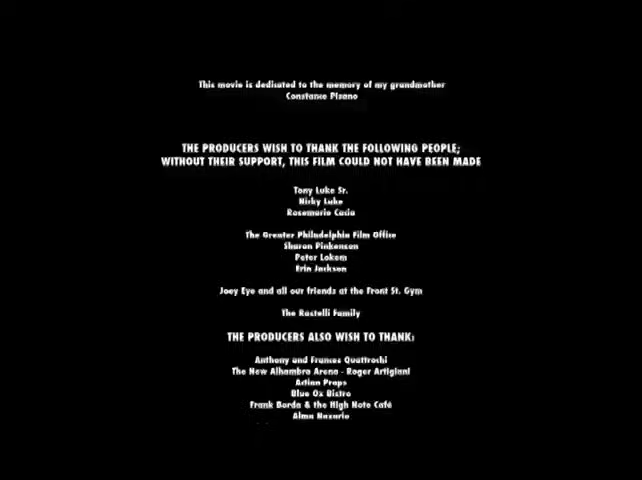 This movie is dedicated to the memory of my grandmother
Constance Pisano
THE PRODUCERS WISH TO THANK THE FOLLOWING PEOPLE;
WITHOUT THEIR SUPPORT, THIS FILM COULD NOT HAVE BEEN MADE
Tony Luke Sr.
Nicky Luke
Rosemarie Casia
The Greater Philadelphia Film Office
Sharon Pinkenson
Peter Lokem
Erin Jackson
Joey Eye and all our friends at the Front St. Gym
The Rastelli Family
THE PRODUCERS ALSO WISH TO THANK:
Anthony and Frances Quattrochi
The New Alhambra Arena - Roger Artigiani
Action Props
Blue Ox Bistro
Frank Borda & the High Note Café
Alma Nazario